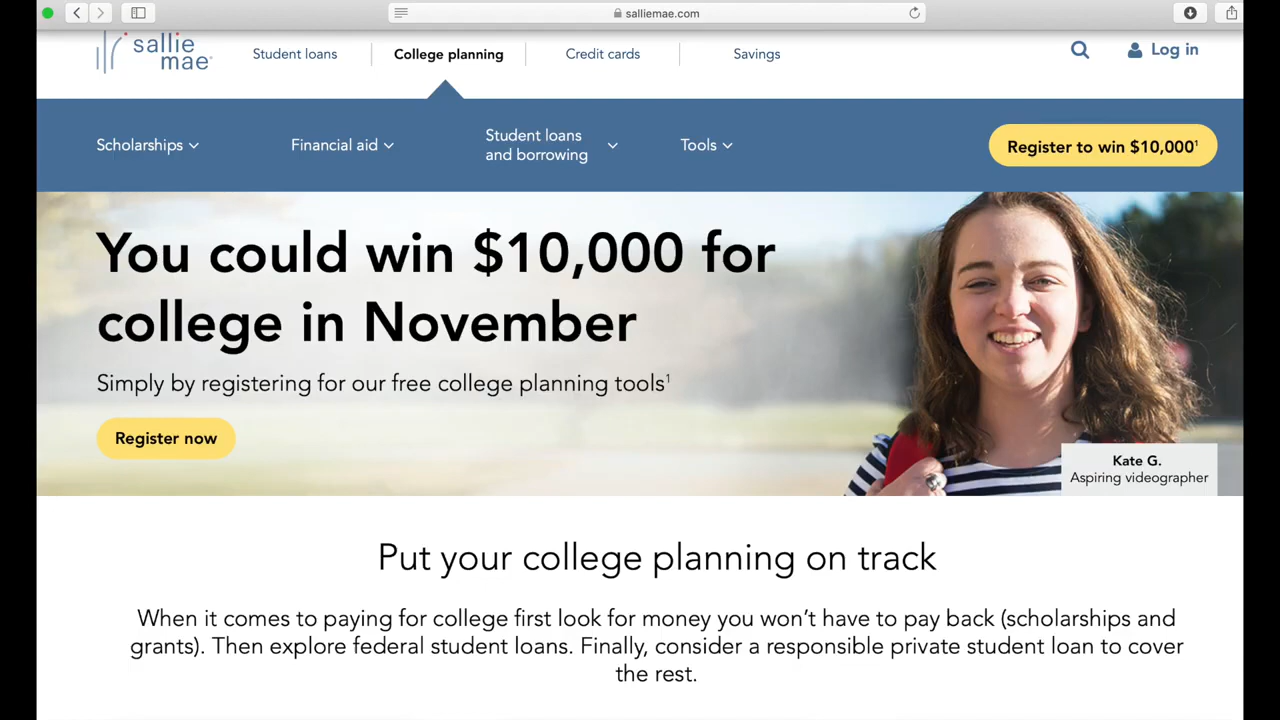 salliemae.com
sallie
mae
Student loans
College planning
Credit cards
Savings
Log in
Scholarships
Financial aid
Student loans
and borrowing
Tools
Register to win $10,000¹
You could win $10,000 for
college in November
Simply by registering for our free college planning tools¹
Register now
Kate G.
Aspiring videographer
Put your college planning on track
When it comes to paying for college first look for money you won’t have to pay back (scholarships and
grants). Then explore federal student loans. Finally, consider a responsible private student loan to cover
the rest.